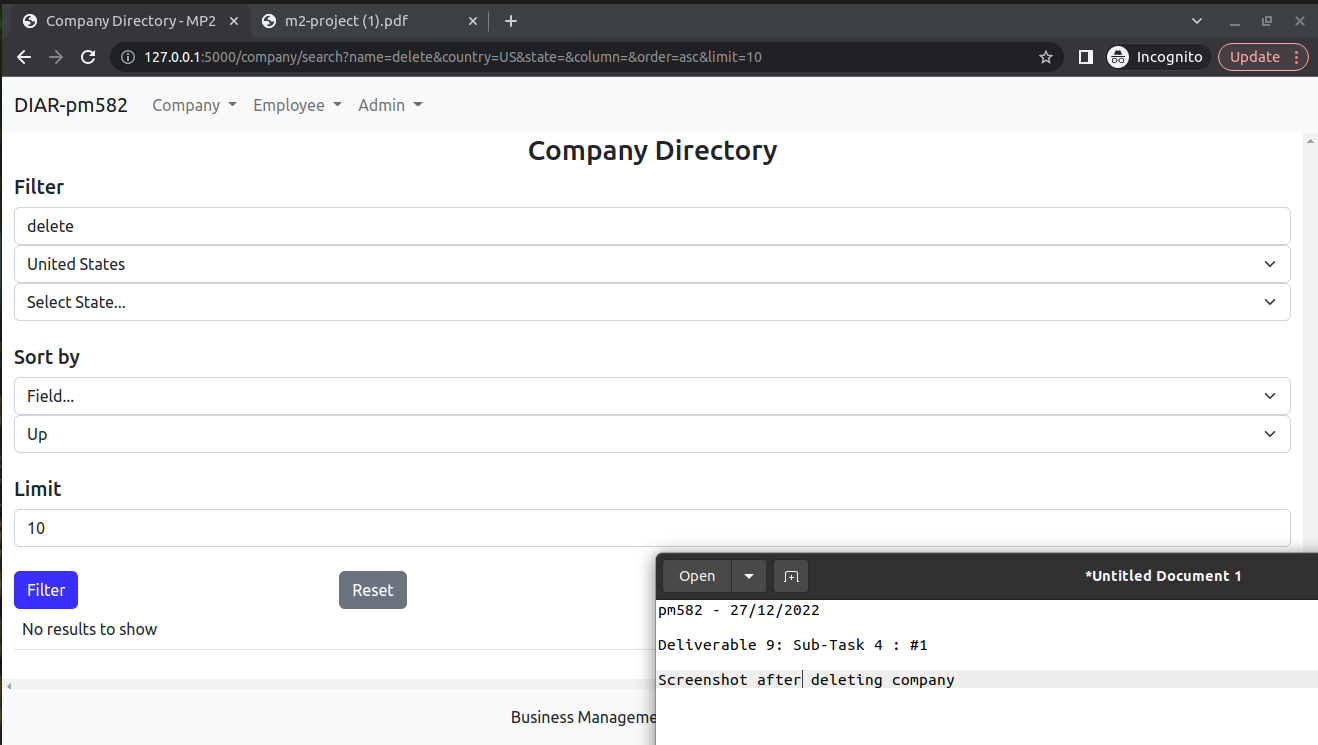 Company Directory - MP2
m2-project (1).pdf
127.0.0.1:5000/company/search?name=delete&country=US&state=&column=&order=asc&limit=10
Incognito
Update
DIAR-pm582
Company
Employee
Admin
Company Directory
Filter
delete
United States
Select State...
Sort by
Field...
Up
Limit
10
Filter
Reset
No results to show
Business Manageme
Open
*Untitled Document 1
pm582 - 27/12/2022
Deliverable 9: Sub-Task 4 : #1
Screenshot after deleting company